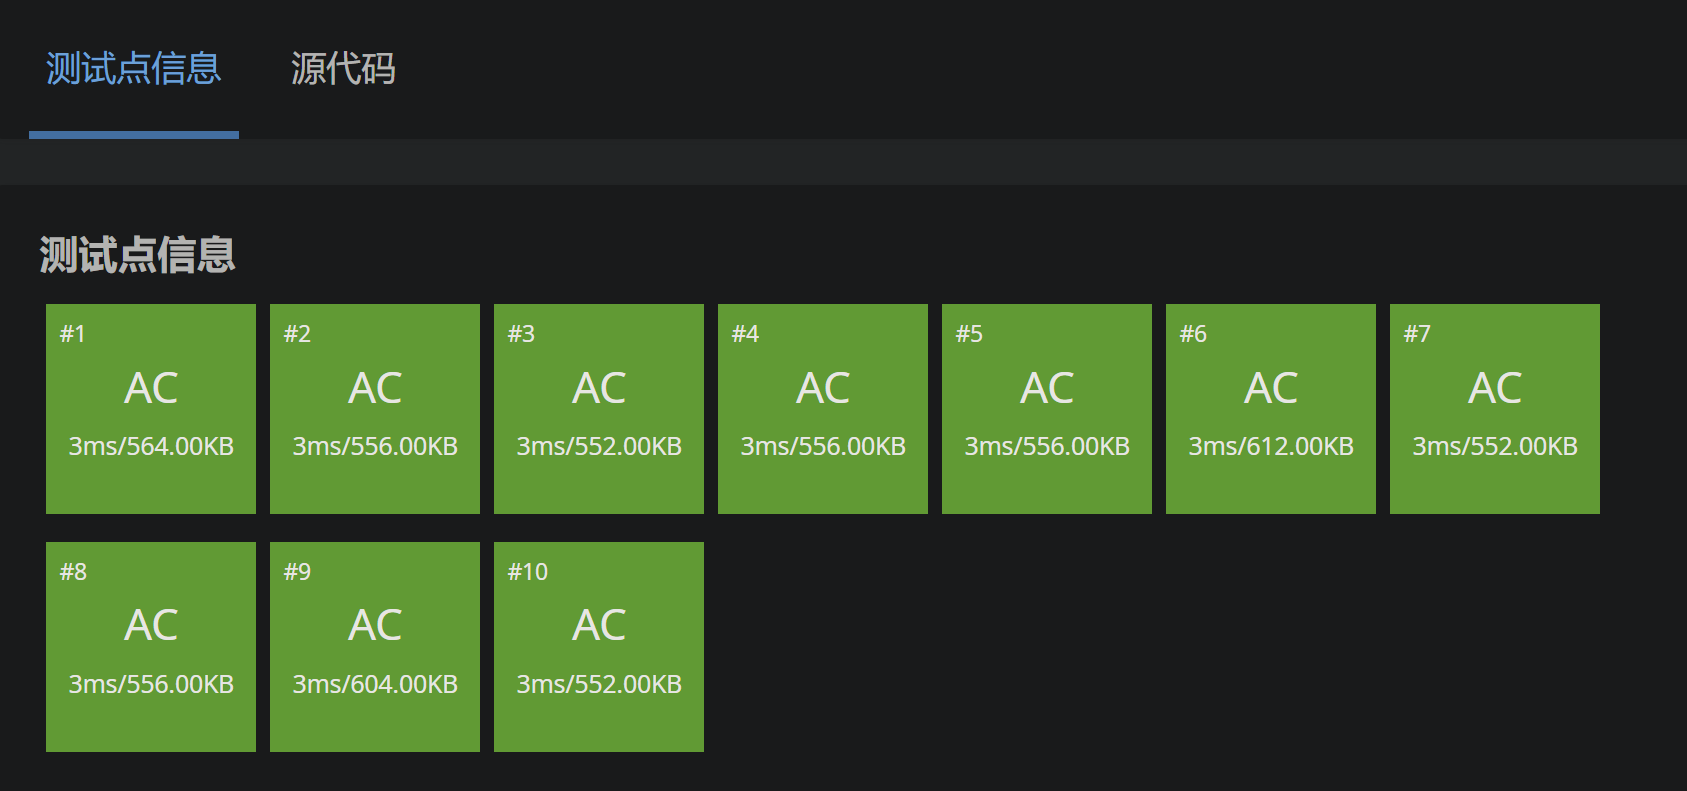 测试点信息 源代码
测试点信息
#1 #2 #3 #4 #5 #6 #7
AC AC AC AC AC AC AC
3ms/564.00KB 3ms/556.00KB 3ms/552.00KB 3ms/556.00KB 3ms/556.00KB 3ms/612.00KB 3ms/552.00KB
#8 #9 #10
AC AC AC
3ms/556.00KB 3ms/604.00KB 3ms/552.00KB